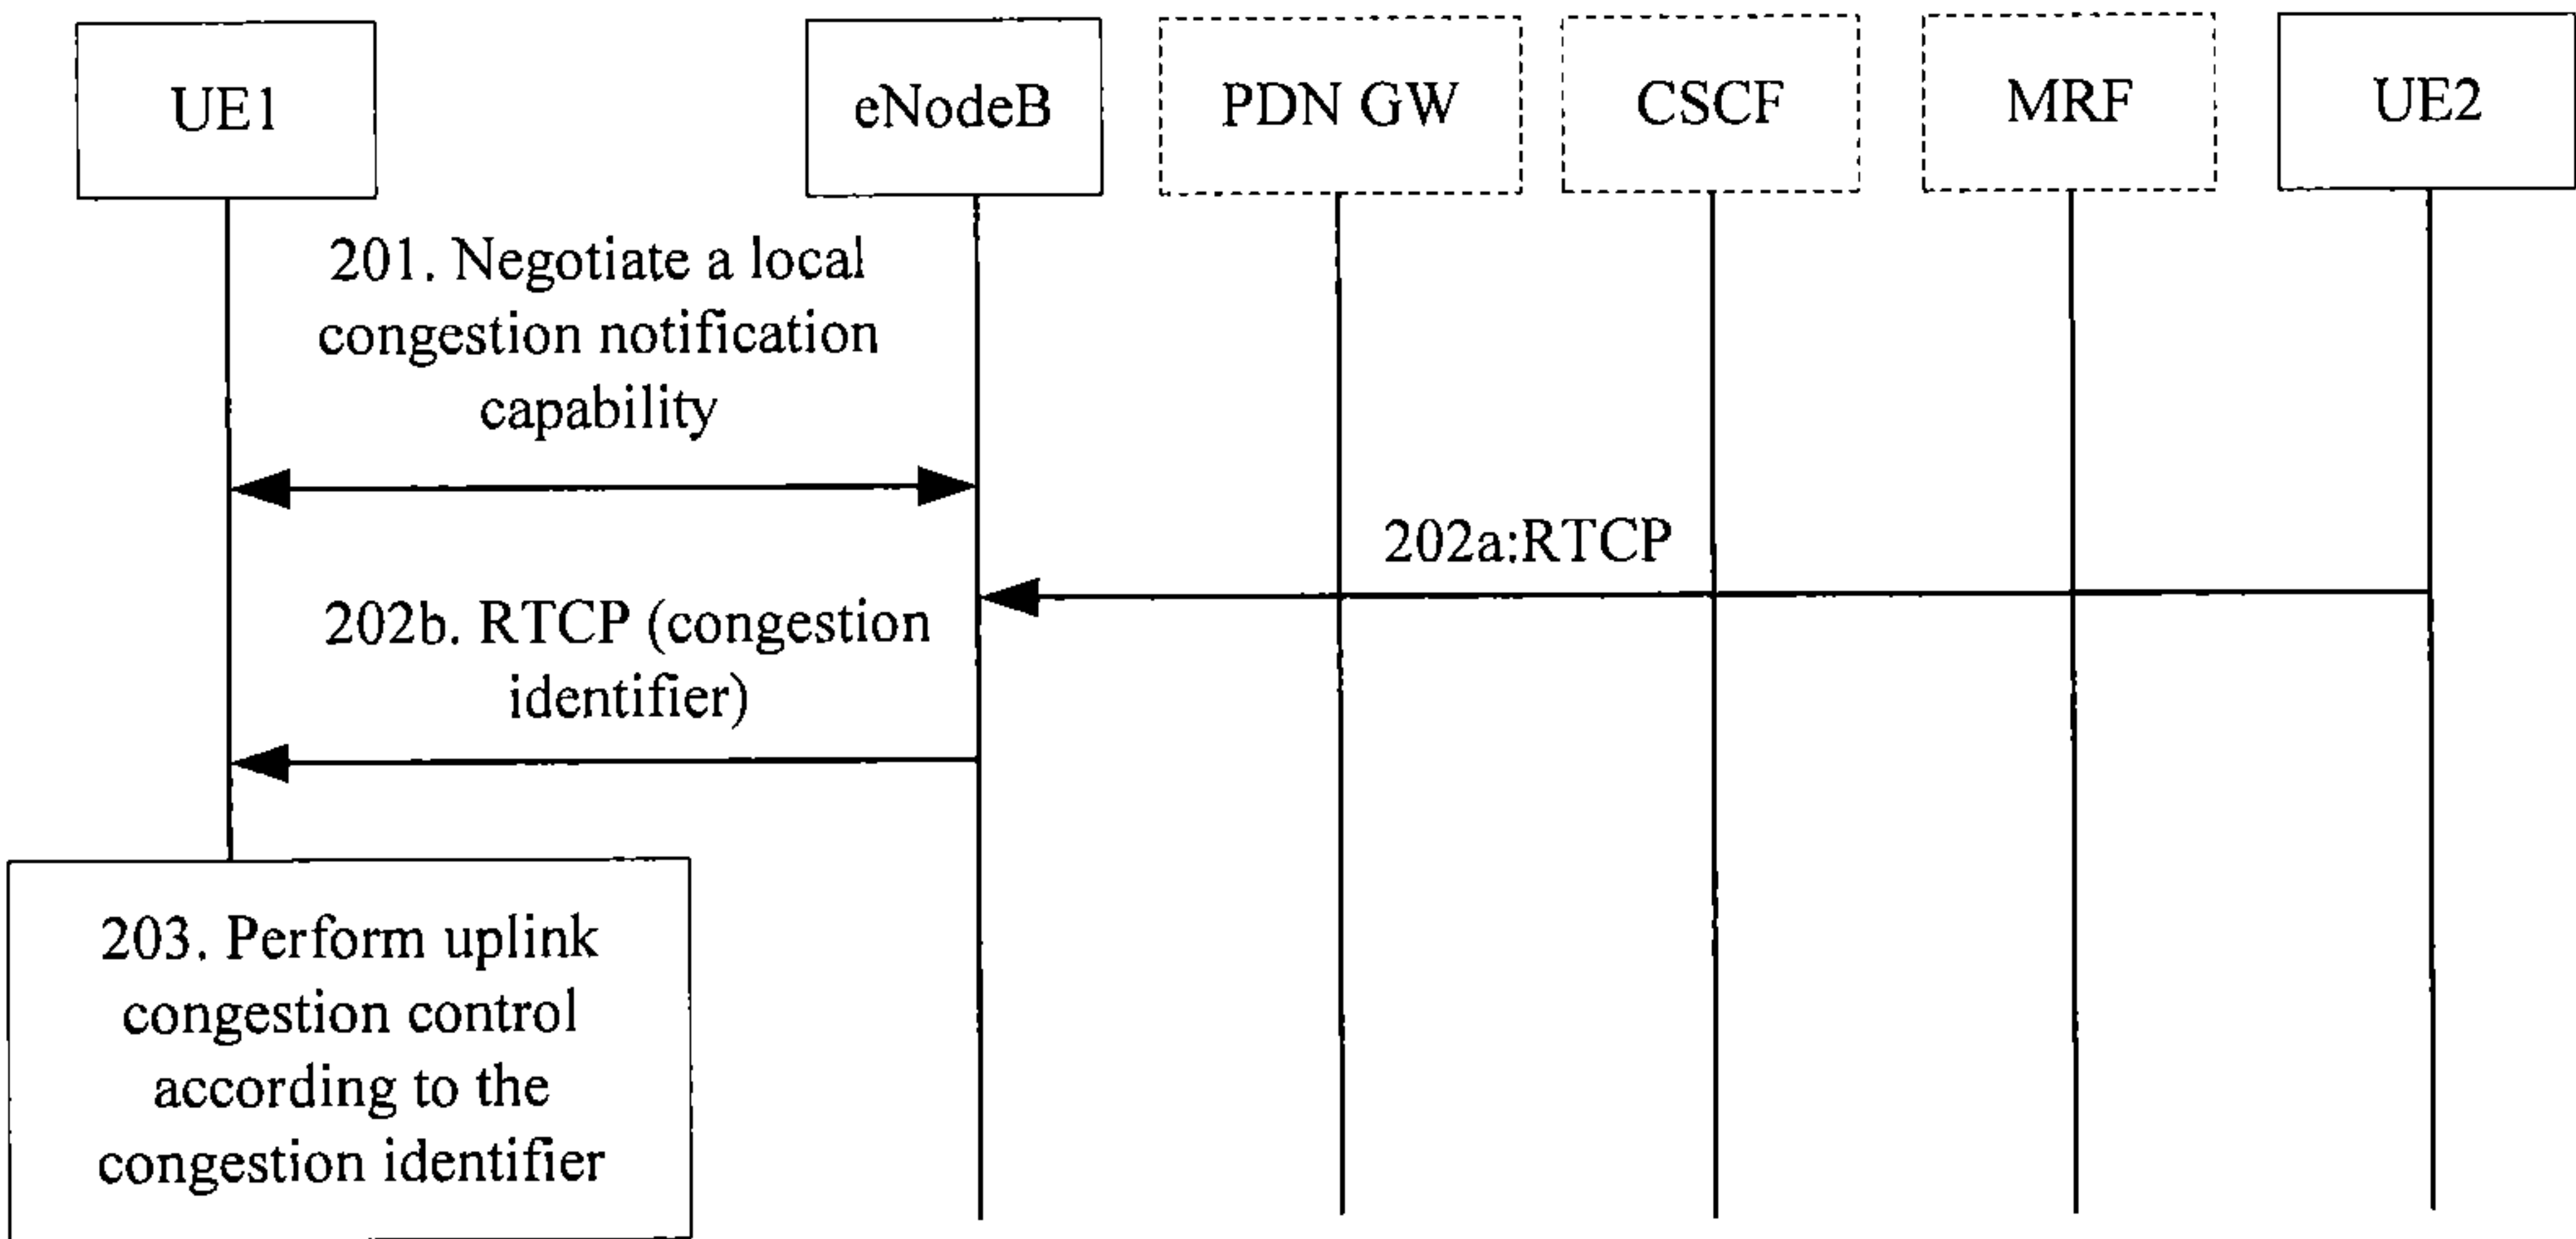 UE1
eNodeB
PDN GW
CSCF
MRF
UE2
201. Negotiate a local
congestion notification
capability
202a:RTCP
202b. RTCP (congestion
identifier)
203. Perform uplink
congestion control
according to the
congestion identifier